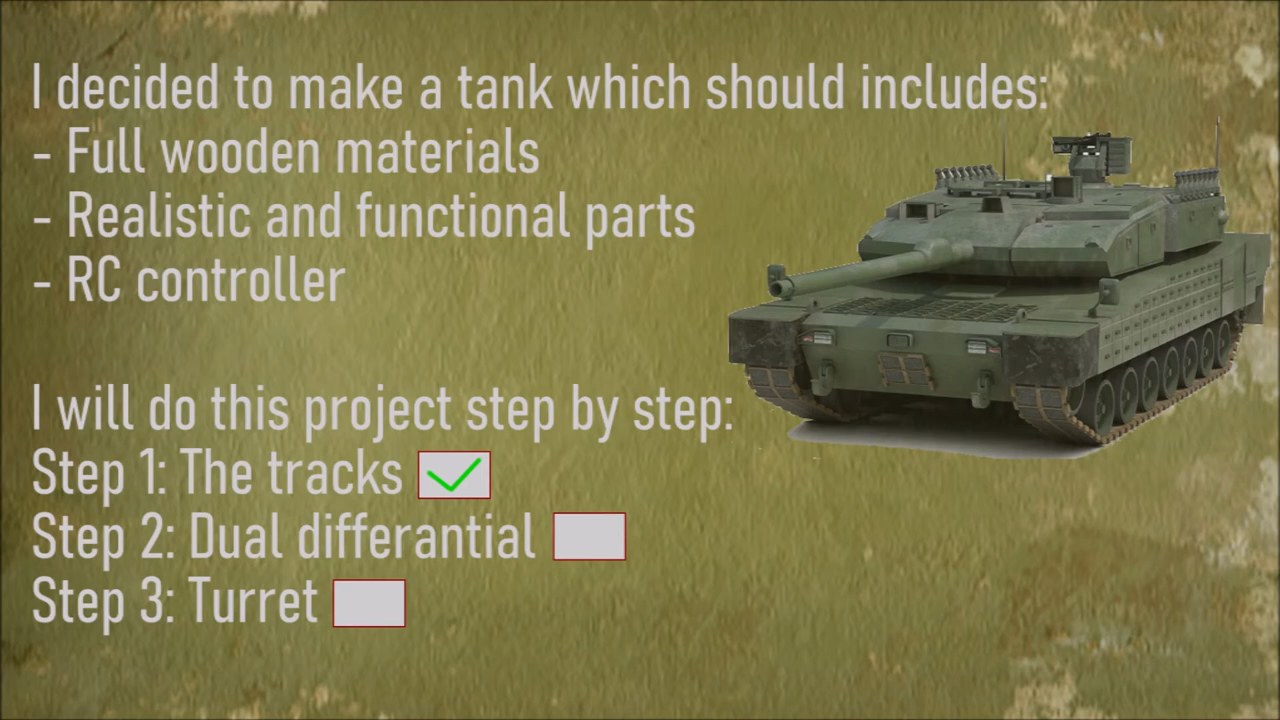 I decided to make a tank which should includes:
- Full wooden materials
- Realistic and functional parts
- RC controller
I will do this project step by step:
Step 1: The tracks
Step 2: Dual differantial
Step 3: Turret